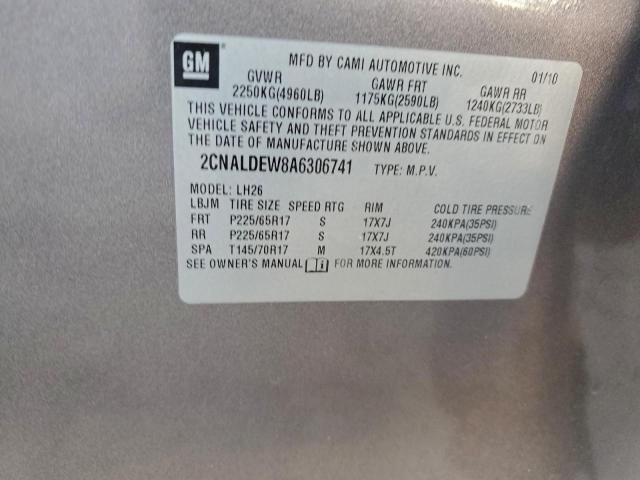 GM
MFD BY CAMI AUTOMOTIVE INC. 01/10
GVWR GAWR FRT GAWR RR
2250KG(4960LB) 1175KG(2590LB) 1240KG(2733LB)
THIS VEHICLE CONFORMS TO ALL APPLICABLE U.S. FEDERAL MOTOR
VEHICLE SAFETY AND THEFT PREVENTION STANDARDS IN EFFECT ON
THE DATE OF MANUFACTURE SHOWN ABOVE.
2CNALDEW8A6306741 TYPE: M.P.V.
MODEL: LH26
LBJM TIRE SIZE SPEED RTG RIM COLD TIRE PRESSURE
FRT P225/65R17 S 17X7J 240KPA(35PSI)
RR P225/65R17 S 17X7J 240KPA(35PSI)
SPA T145/70R17 M 17X4.5T 420KPA(60PSI)
SEE OWNER'S MANUAL i FOR MORE INFORMATION.